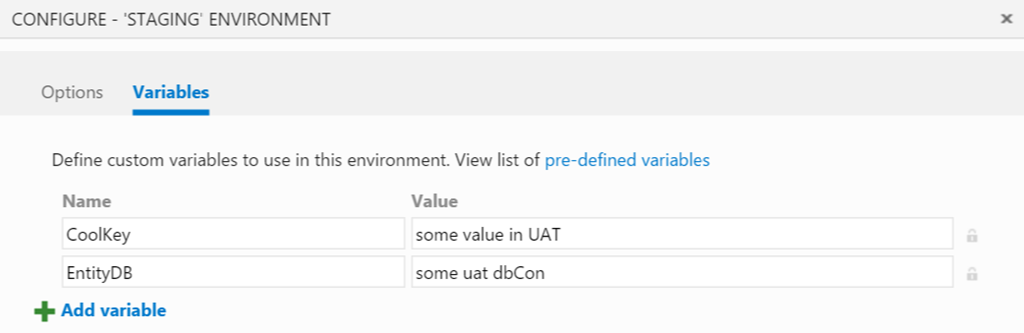 CONFIGURE - 'STAGING' ENVIRONMENT
Options Variables
Define custom variables to use in this environment. View list of pre-defined variables
Name Value
CoolKey some value in UAT
EntityDB some uat dbCon
Add variable